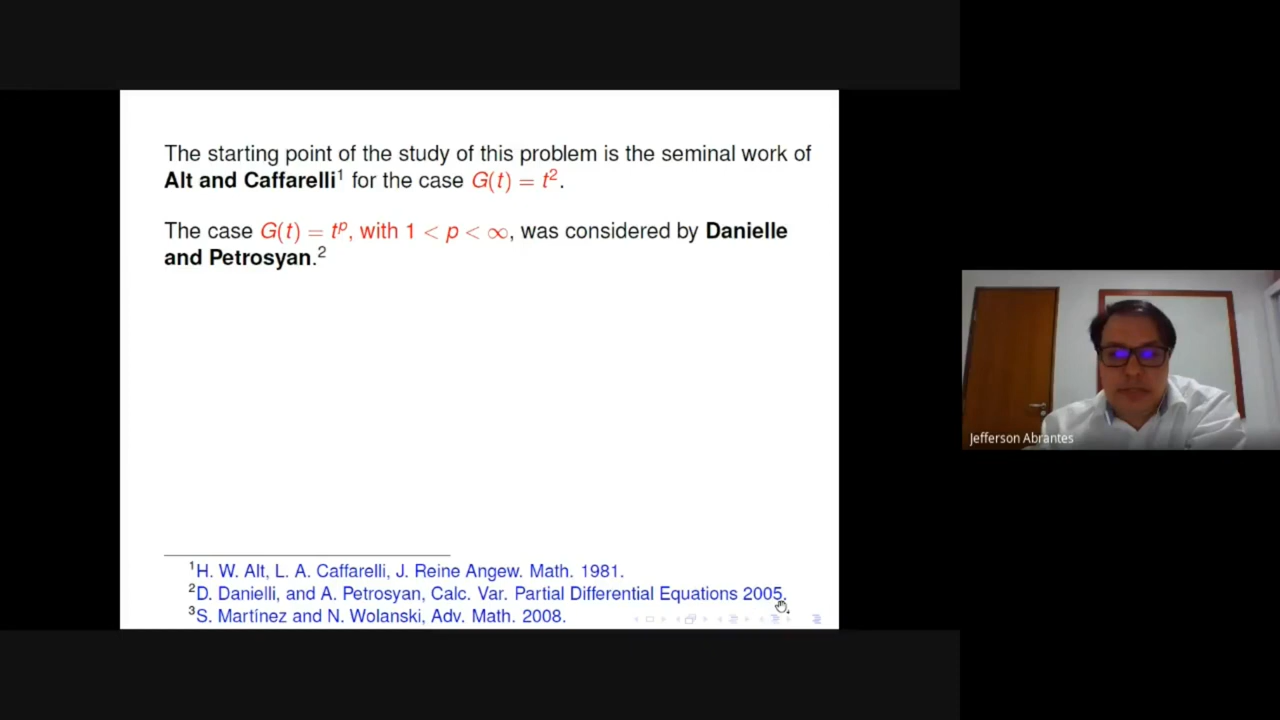 The starting point of the study of this problem is the seminal work of
Alt and Caffarelli¹ for the case G(t) = t².
The case G(t) = tᵖ, with 1 < p < ∞, was considered by Danielle
and Petrosyan.²
¹H. W. Alt, L. A. Caffarelli, J. Reine Angew. Math. 1981.
²D. Danielli, and A. Petrosyan, Calc. Var. Partial Differential Equations 2005.
³S. Martínez and N. Wolanski, Adv. Math. 2008.
Jefferson Abrantes